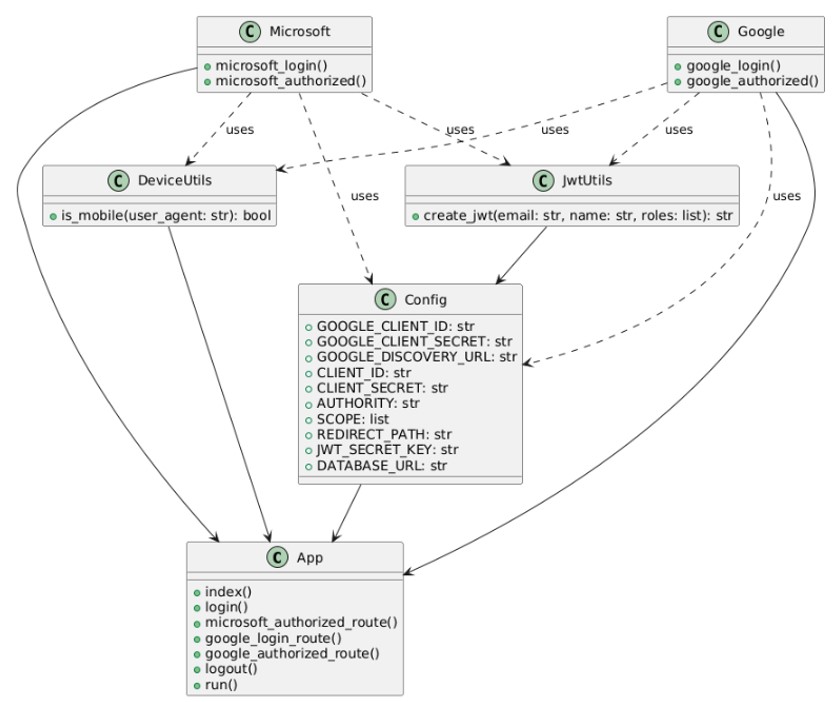 C Microsoft
microsoft_login()
microsoft_authorized()
C Google
google_login()
google_authorized()
uses
uses
uses
uses
C DeviceUtils
is_mobile(user_agent: str): bool
C JwtUtils
create_jwt(email: str, name: str, roles: list): str
uses
uses
C Config
GOOGLE_CLIENT_ID: str
GOOGLE_CLIENT_SECRET: str
GOOGLE_DISCOVERY_URL: str
CLIENT_ID: str
CLIENT_SECRET: str
AUTHORITY: str
SCOPE: list
REDIRECT_PATH: str
JWT_SECRET_KEY: str
DATABASE_URL: str
C App
index()
login()
microsoft_authorized_route()
google_login_route()
google_authorized_route()
logout()
run()